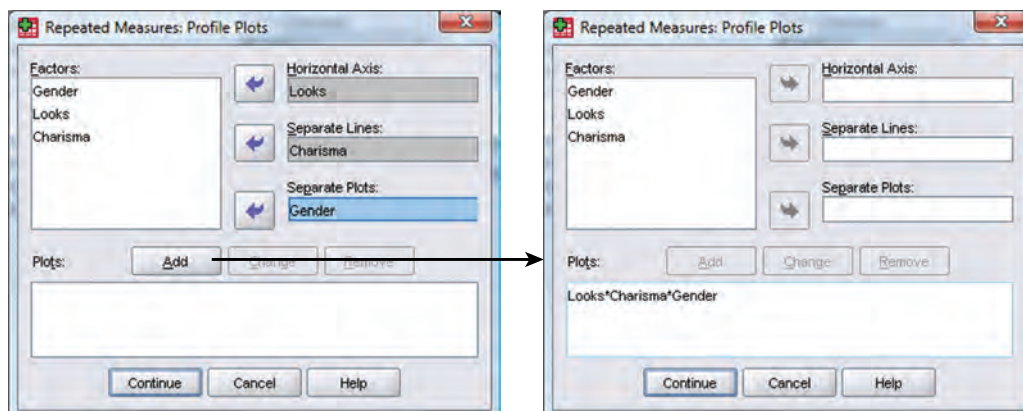 Repeated Measures: Profile Plots
Factors:
Gender
Looks
Charisma
Horizontal Axis:
Looks
Separate Lines:
Charisma
Separate Plots:
Gender
Plots:
Add
Change
Remove
Continue
Cancel
Help
Repeated Measures: Profile Plots
Factors:
Gender
Looks
Charisma
Horizontal Axis:
Separate Lines:
Separate Plots:
Plots:
Add
Change
Remove
Looks*Charisma*Gender
Continue
Cancel
Help